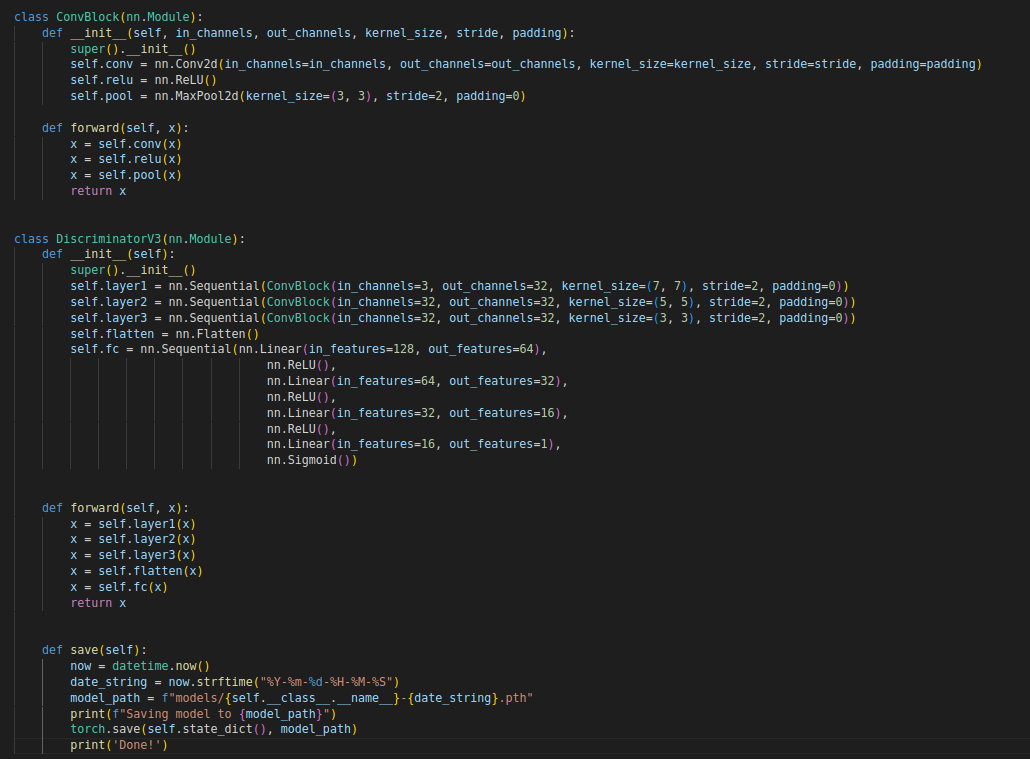 class ConvBlock(nn.Module):
    def __init__(self, in_channels, out_channels, kernel_size, stride, padding):
        super().__init__()
        self.conv = nn.Conv2d(in_channels=in_channels, out_channels=out_channels, kernel_size=kernel_size, stride=stride, padding=padding)
        self.relu = nn.ReLU()
        self.pool = nn.MaxPool2d(kernel_size=(3, 3), stride=2, padding=0)

    def forward(self, x):
        x = self.conv(x)
        x = self.relu(x)
        x = self.pool(x)
        return x


class DiscriminatorV3(nn.Module):
    def __init__(self):
        super().__init__()
        self.layer1 = nn.Sequential(ConvBlock(in_channels=3, out_channels=32, kernel_size=(7, 7), stride=2, padding=0))
        self.layer2 = nn.Sequential(ConvBlock(in_channels=32, out_channels=32, kernel_size=(5, 5), stride=2, padding=0))
        self.layer3 = nn.Sequential(ConvBlock(in_channels=32, out_channels=32, kernel_size=(3, 3), stride=2, padding=0))
        self.flatten = nn.Flatten()
        self.fc = nn.Sequential(nn.Linear(in_features=128, out_features=64),
                                nn.ReLU(),
                                nn.Linear(in_features=64, out_features=32),
                                nn.ReLU(),
                                nn.Linear(in_features=32, out_features=16),
                                nn.ReLU(),
                                nn.Linear(in_features=16, out_features=1),
                                nn.Sigmoid())


    def forward(self, x):
        x = self.layer1(x)
        x = self.layer2(x)
        x = self.layer3(x)
        x = self.flatten(x)
        x = self.fc(x)
        return x


    def save(self):
        now = datetime.now()
        date_string = now.strftime("%Y-%m-%d-%H-%M-%S")
        model_path = f"models/{self.__class__.__name__}-{date_string}.pth"
        print(f"Saving model to {model_path}")
        torch.save(self.state_dict(), model_path)
        print('Done!')